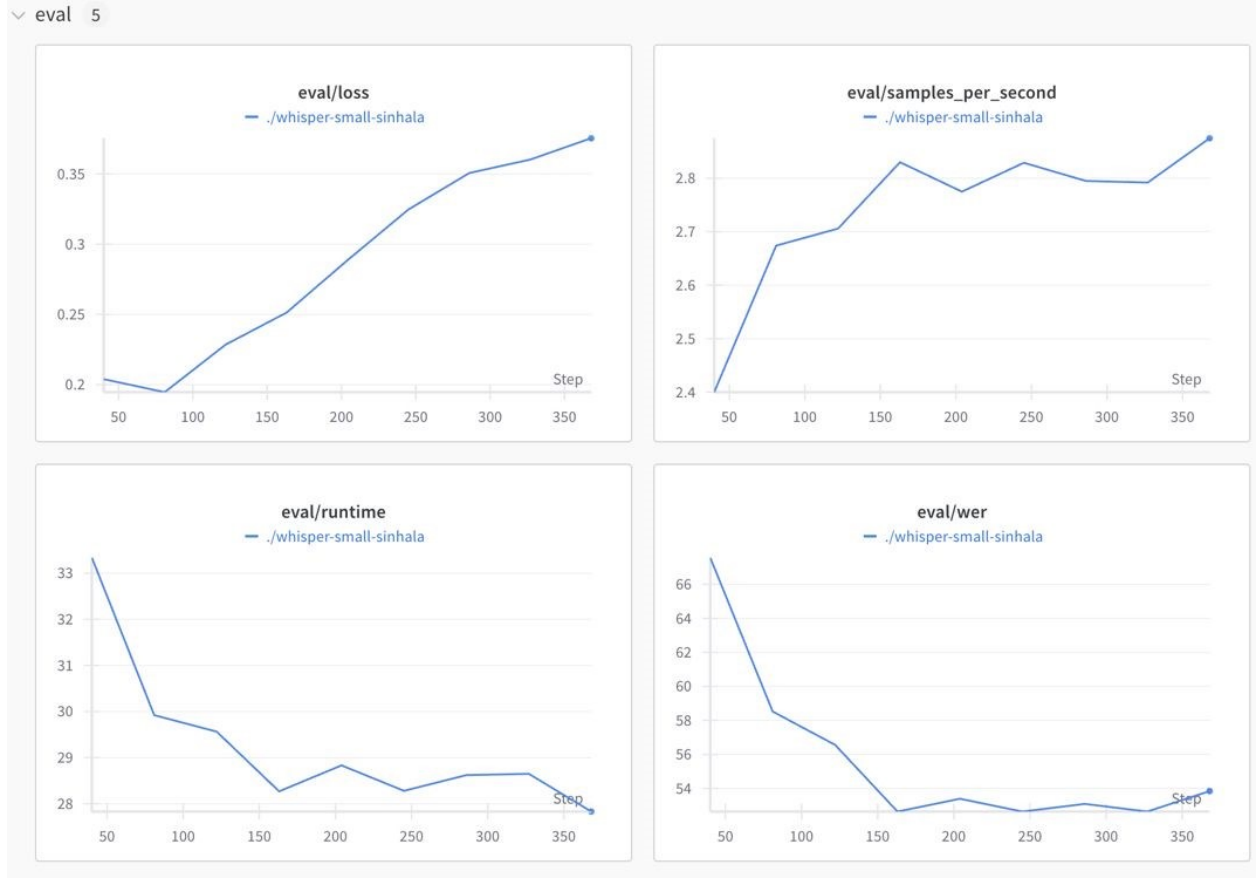 eval 5
eval/loss
./whisper-small-sinhala
0.35
0.3
0.25
0.2
Step
50 100 150 200 250 300 350
eval/samples_per_second
./whisper-small-sinhala
2.8
2.7
2.6
2.5
2.4
Step
50 100 150 200 250 300 350
eval/runtime
./whisper-small-sinhala
33
32
31
30
29
28
Step
50 100 150 200 250 300 350
eval/wer
./whisper-small-sinhala
66
64
62
60
58
56
54
Step
50 100 150 200 250 300 350